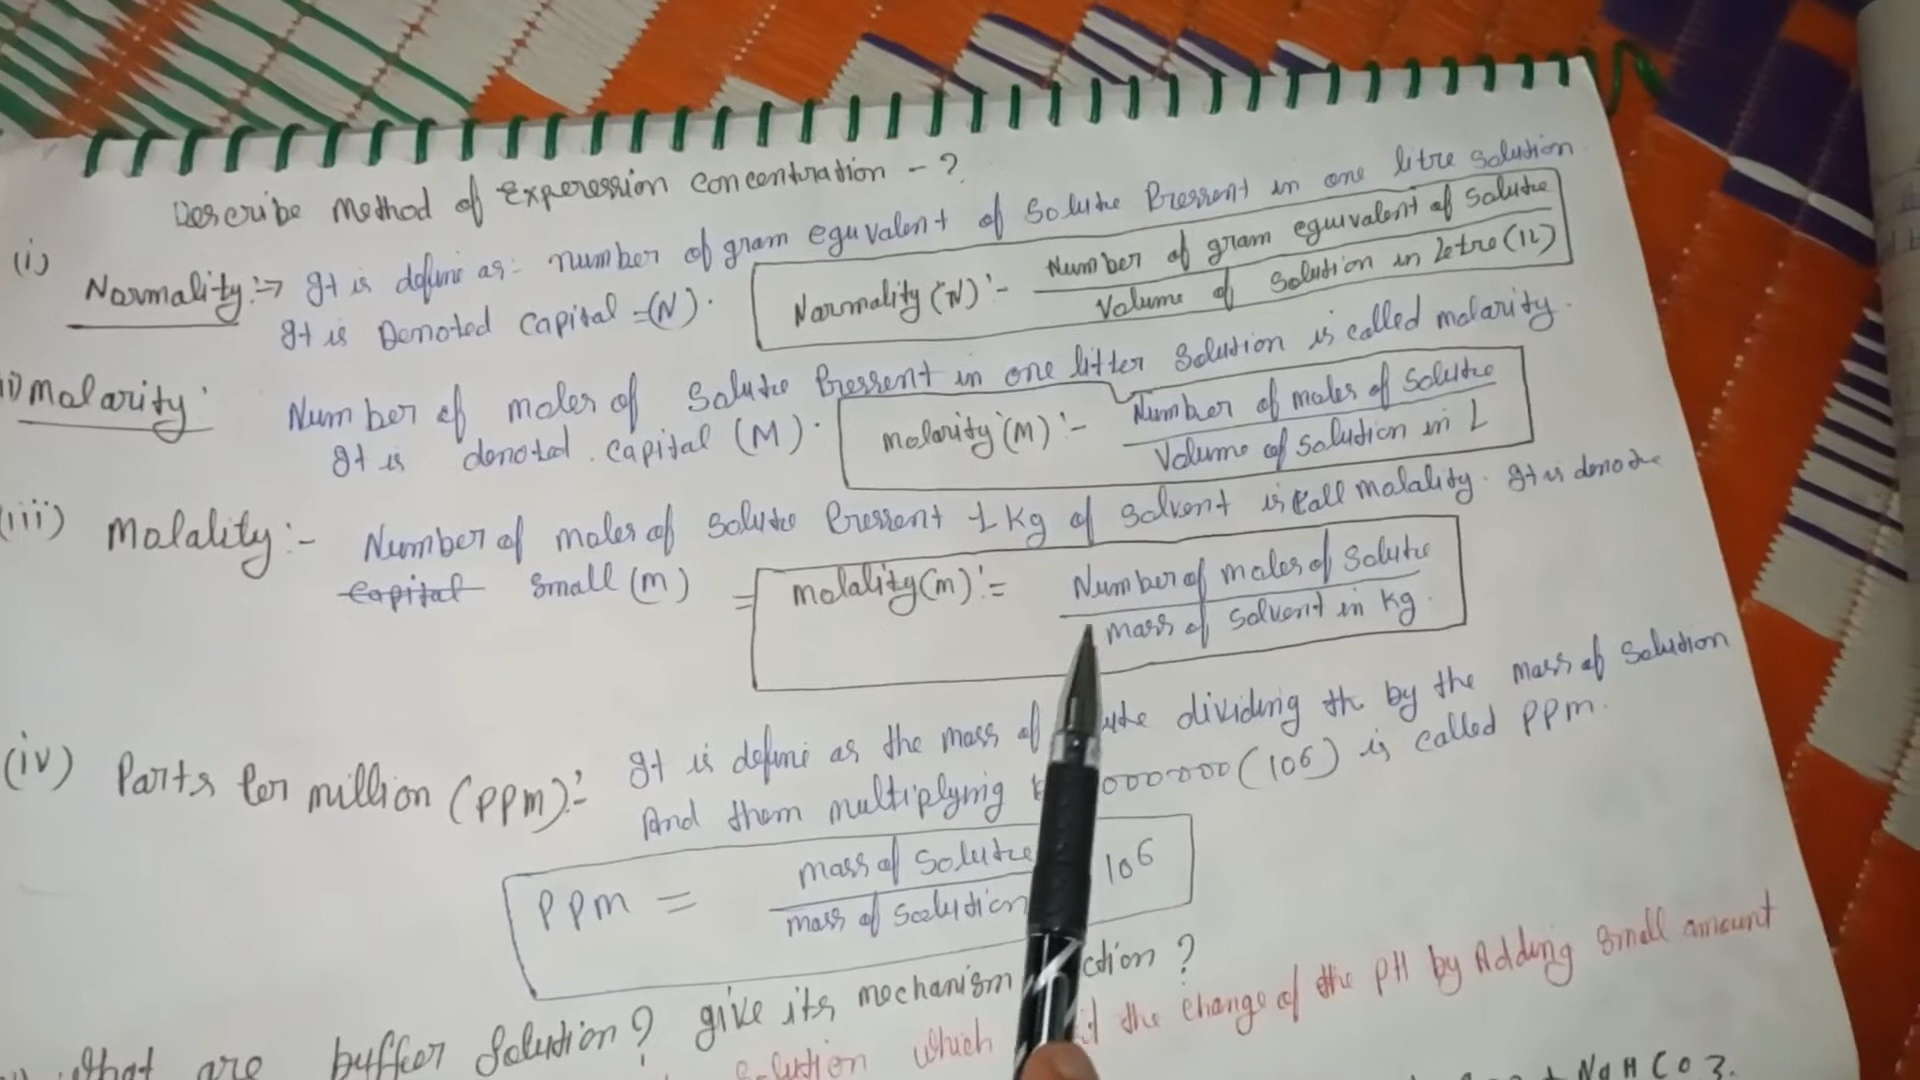 Describe Method of Experession Concentration - ?
(i) Normality :→ It is define as:- number of gram equvalent of Solute Pressent in one litre Solution
It is Denoted Capital =(N).
Normality (N) :- Number of gram equivalent of Solute
Volume of Solution in Letre (1L)
i) Molarity: Number of moles of Solute Pressent in one litter Solution is called molarity.
It is denoted. Capital (M).
Molarity (M) :- Number of moles of Solute
Volume of Solution in L
(iii) Molality :- Number of moles of Solute Pressent 1 Kg of Solvent is call molality. It is denote
Capital Small (m)
= molality (m) := Number of moles of Solute
mass of Solvent in Kg.
(iv) Parts Per million (PPm) :- It is define as the mass of dividing th by the mass of Solution
And them multiplying 000000 (106) is called PPm.
PPm = mass of Solute 10^6
mass of Soolution
What are buffer Solution ? give its mechanism ction ?
Solution which the change of the PH by Adding Small amount
+ NaHCO3.